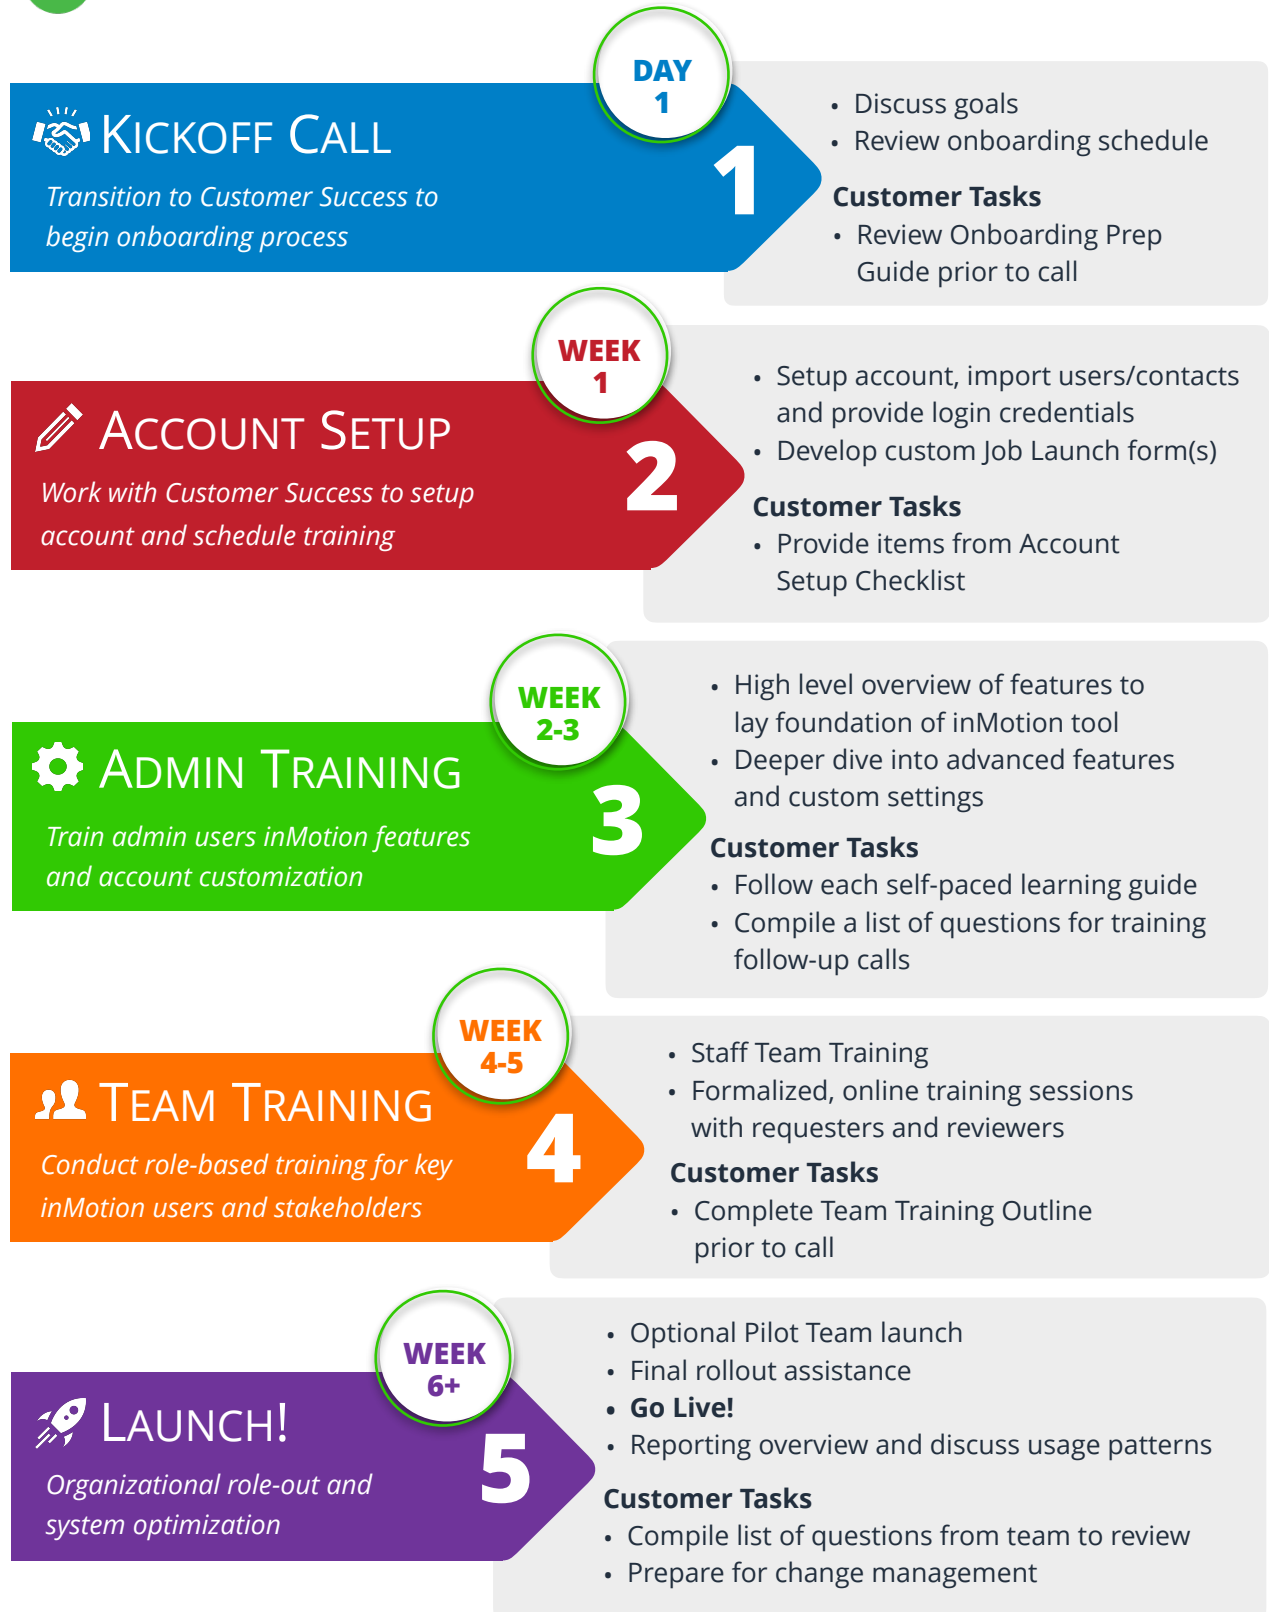 DAY
1
KICKOFF CALL
Transition to Customer Success to
begin onboarding process
1
• Discuss goals
• Review onboarding schedule
Customer Tasks
• Review Onboarding Prep
Guide prior to call
WEEK
1
ACCOUNT SETUP
Work with Customer Success to setup
account and schedule training
2
• Setup account, import users/contacts
and provide login credentials
• Develop custom Job Launch form(s)
Customer Tasks
• Provide items from Account
Setup Checklist
WEEK
2-3
ADMIN TRAINING
Train admin users inMotion features
and account customization
3
• High level overview of features to
lay foundation of inMotion tool
• Deeper dive into advanced features
and custom settings
Customer Tasks
• Follow each self-paced learning guide
• Compile a list of questions for training
follow-up calls
WEEK
4-5
TEAM TRAINING
Conduct role-based training for key
inMotion users and stakeholders
4
• Staff Team Training
• Formalized, online training sessions
with requesters and reviewers
Customer Tasks
• Complete Team Training Outline
prior to call
WEEK
6+
LAUNCH!
Organizational role-out and
system optimization
5
• Optional Pilot Team launch
• Final rollout assistance
• Go Live!
• Reporting overview and discuss usage patterns
Customer Tasks
• Compile list of questions from team to review
• Prepare for change management